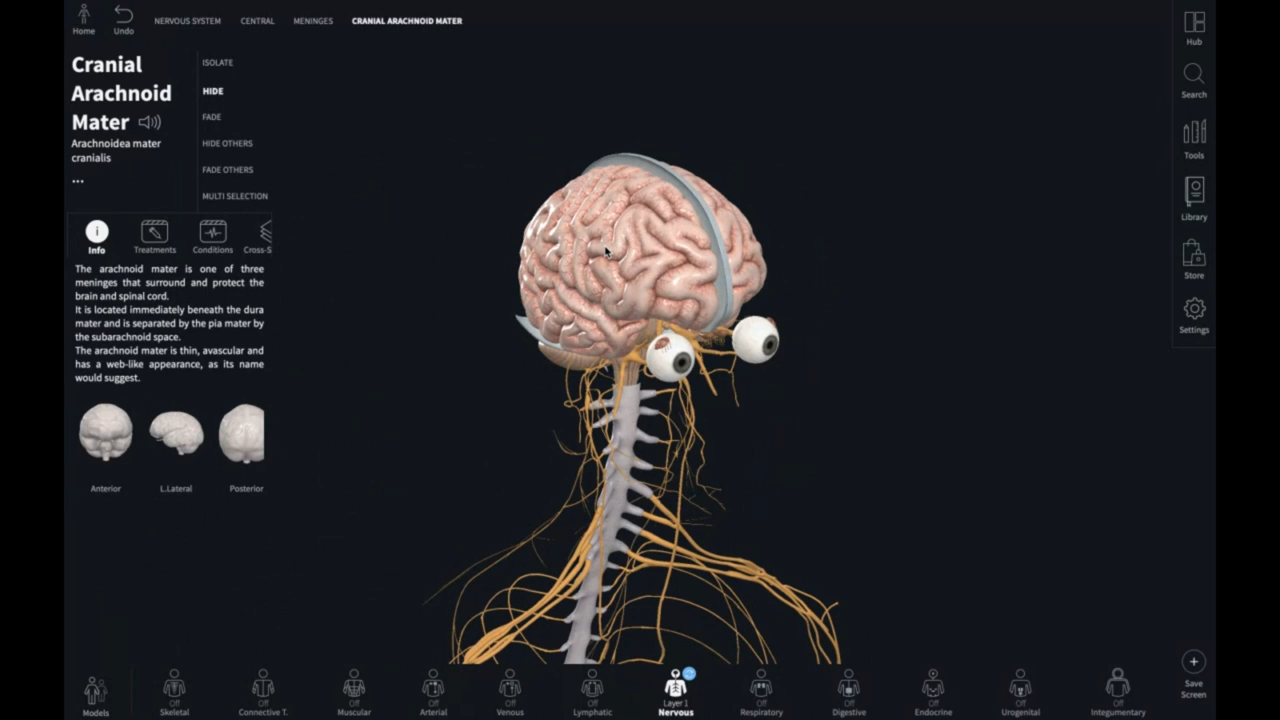 Home
Undo
NERVOUS SYSTEM
CENTRAL
MENINGES
CRANIAL ARACHNOID MATER
Cranial
Arachnoid
Mater
Arachnoidea mater
cranialis
...
ISOLATE
HIDE
FADE
HIDE OTHERS
FADE OTHERS
MULTI SELECTION
Info
Treatments
Conditions
Cross-S
The arachnoid mater is one of three
meninges that surround and protect the
brain and spinal cord.
It is located immediately beneath the dura
mater and is separated by the pia mater by
the subarachnoid space.
The arachnoid mater is thin, avascular and
has a web-like appearance, as its name
would suggest.
Anterior
L.Lateral
Posterior
Hub
Search
Tools
Library
Store
Settings
Save
Screen
Models
Off
Skeletal
Off
Connective T.
Off
Muscular
Off
Arterial
Off
Venous
Off
Lymphatic
Layer 1
Nervous
Off
Respiratory
Off
Digestive
Off
Endocrine
Off
Urogenital
Off
Integumentary